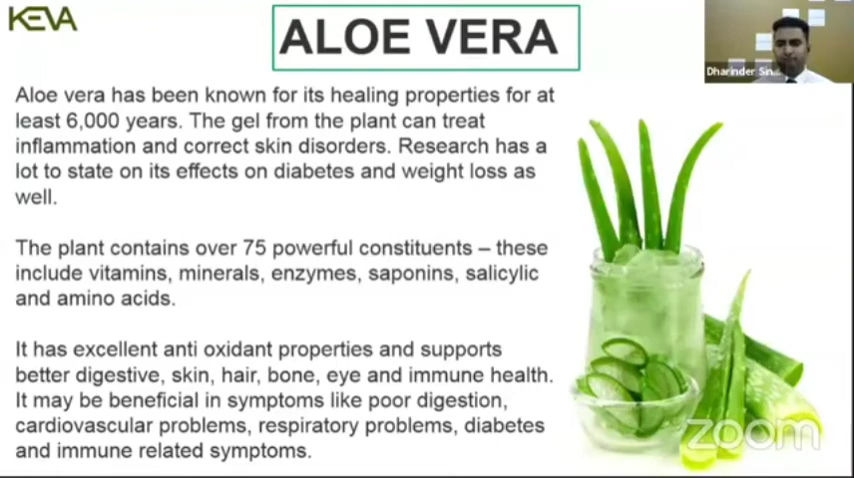 KEVA
ALOE VERA
Dharinder Sin...
Aloe vera has been known for its healing properties for at
least 6,000 years. The gel from the plant can treat
inflammation and correct skin disorders. Research has a
lot to state on its effects on diabetes and weight loss as
well.
The plant contains over 75 powerful constituents – these
include vitamins, minerals, enzymes, saponins, salicylic
and amino acids.
It has excellent anti oxidant properties and supports
better digestive, skin, hair, bone, eye and immune health.
It may be beneficial in symptoms like poor digestion,
cardiovascular problems, respiratory problems, diabetes
and immune related symptoms.
zoom